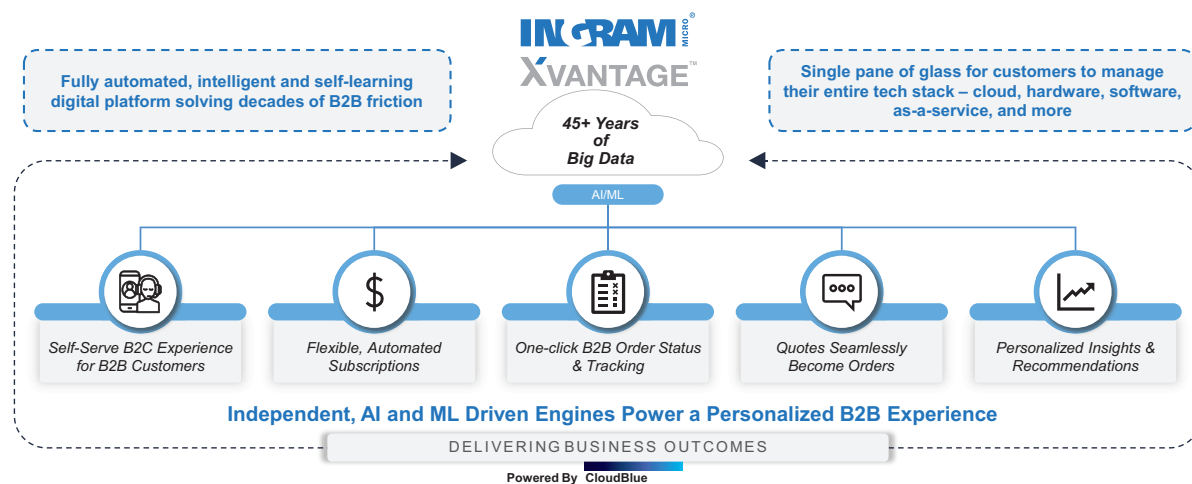 INGRAM MICRO®
XVANTAGE™
Fully automated, intelligent and self-learning
digital platform solving decades of B2B friction
Single pane of glass for customers to manage
their entire tech stack – cloud, hardware, software,
as-a-service, and more
45+ Years
of
Big Data
AI/ML
Self-Serve B2C Experience
for B2B Customers
Flexible, Automated
Subscriptions
One-click B2B Order Status
& Tracking
Quotes Seamlessly
Become Orders
Personalized Insights &
Recommendations
Independent, AI and ML Driven Engines Power a Personalized B2B Experience
DELIVERING BUSINESS OUTCOMES
Powered By CloudBlue